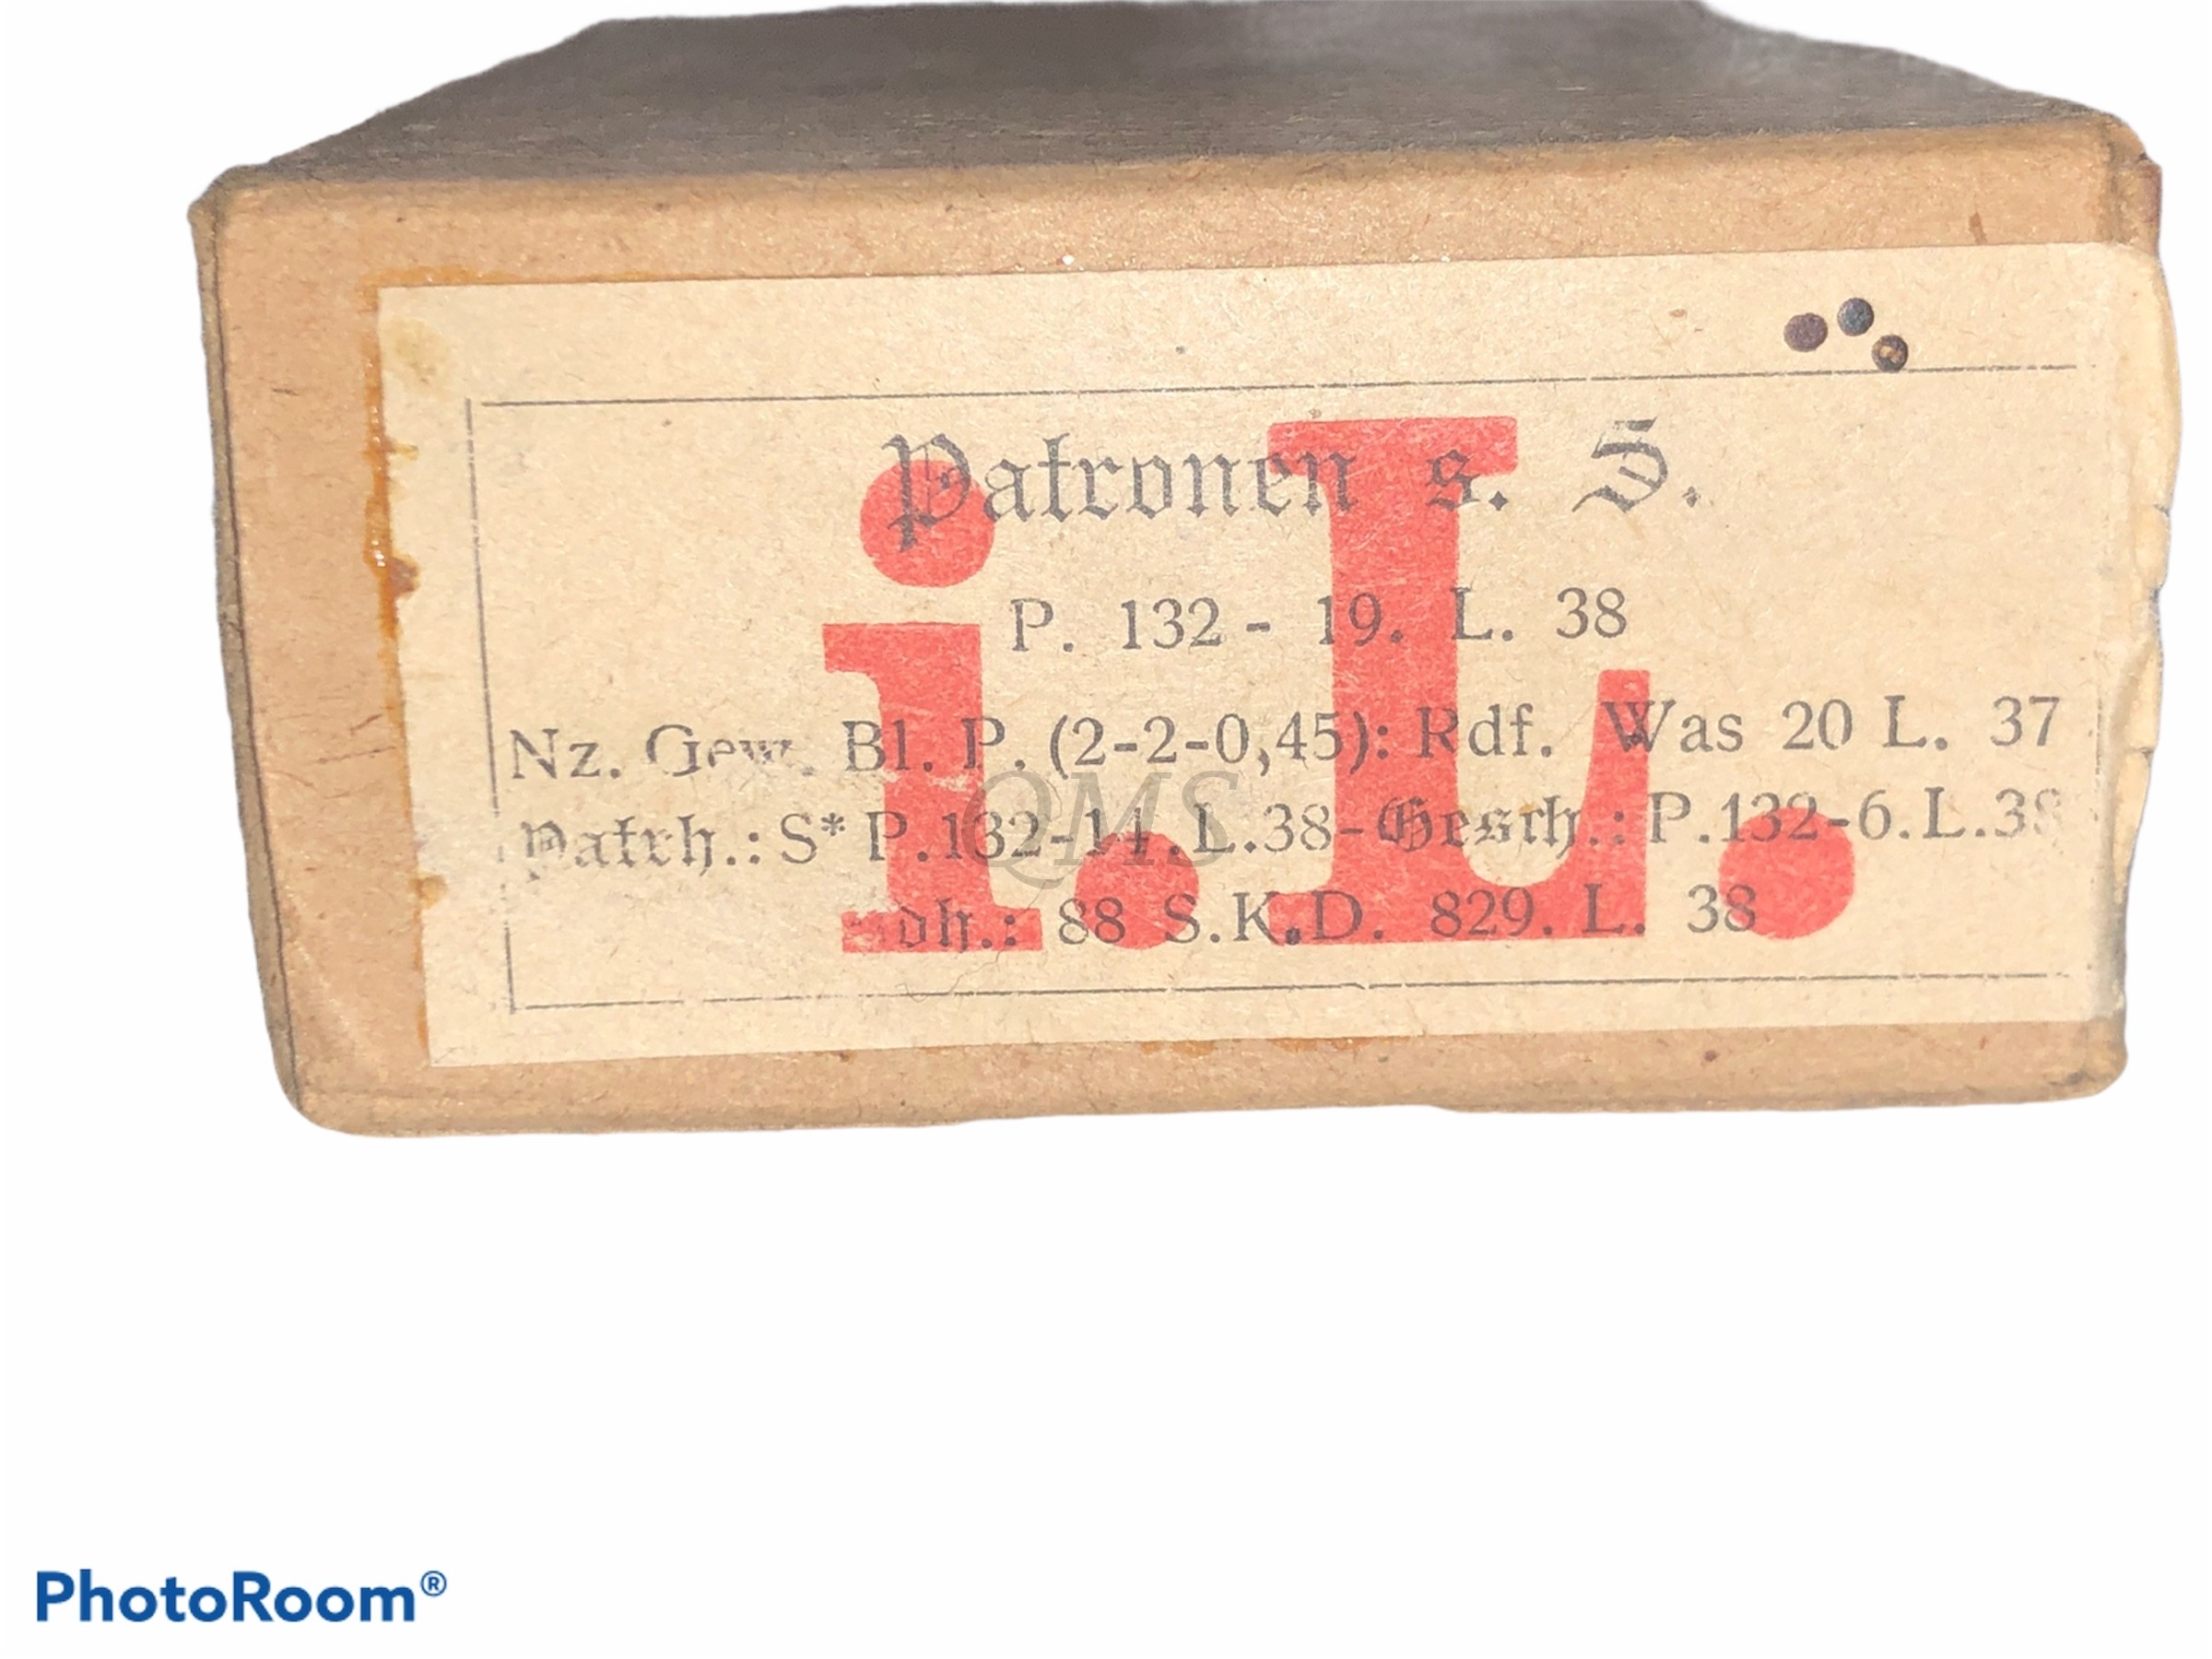 Patronen s. S.
i. L.
P. 132 - 19. L. 38
Nz. Gew. Bl. P. (2-2-0,45): Rdf. Was 20 L. 37
Patrh.: S* P.132-14.L.38-Gesch.: P.132-6.L.38
dh.: 88 S.K.D. 829. L. 38
QMS
PhotoRoom®